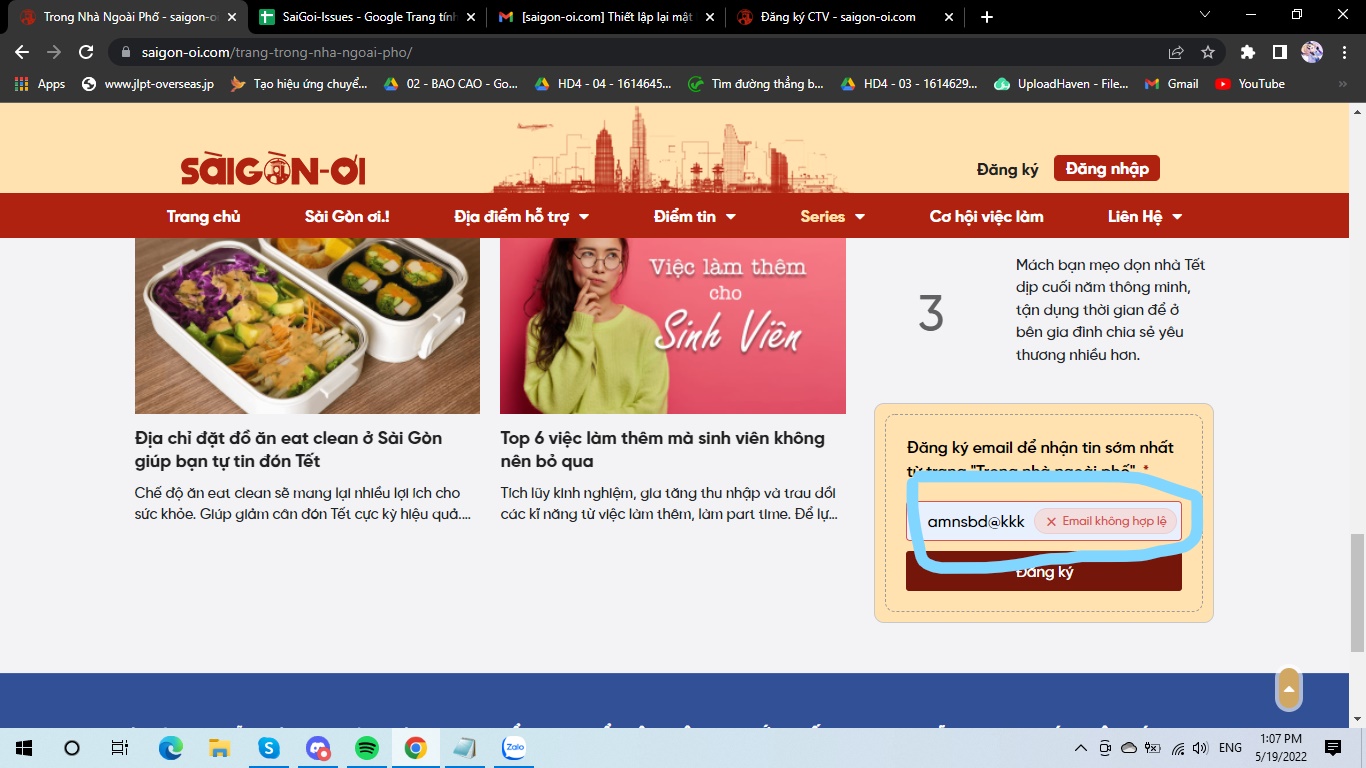 Trong Nhà Ngoài Phố - saigon-o
SaiGoi-Issues - Google Trang tính
[saigon-oi.com] Thiết lập lại mật
Đăng ký CTV - saigon-oi.com
saigon-oi.com/trang-trong-nha-ngoai-pho/
Apps
www.jlpt-overseas.jp
Tạo hiệu ứng chuyể...
02 - BAO CAO - Go...
HD4 - 04 - 1614645...
Tìm đường thẳng b...
HD4 - 03 - 1614629...
UploadHaven - File...
Gmail
YouTube
»
SÀIGÒN-ƠI
Đăng ký
Đăng nhập
Trang chủ
Sài Gòn ơi.!
Địa điểm hỗ trợ
Điểm tin
Series
Cơ hội việc làm
Liên Hệ
Việc làm thêm
cho
Sinh Viên
Địa chỉ đặt đồ ăn eat clean ở Sài Gòn
giúp bạn tự tin đón Tết
Chế độ ăn eat clean sẽ mang lại nhiều lợi ích cho
sức khỏe. Giúp giảm cân đón Tết cực kỳ hiệu quả....
Top 6 việc làm thêm mà sinh viên không
nên bỏ qua
Tích lũy kinh nghiệm, gia tăng thu nhập và trau dồi
các kĩ năng từ việc làm thêm, làm part time. Để lự...
3
Mách bạn mẹo dọn nhà Tết
dịp cuối năm thông minh,
tận dụng thời gian để ở
bên gia đình chia sẻ yêu
thương nhiều hơn.
Đăng ký email để nhận tin sớm nhất
từ trang "Trong nhà ngoài phố". *
amnsbd@kkk
Email không hợp lệ
Đăng ký
Zalo
ENG
1:07 PM
5/19/2022